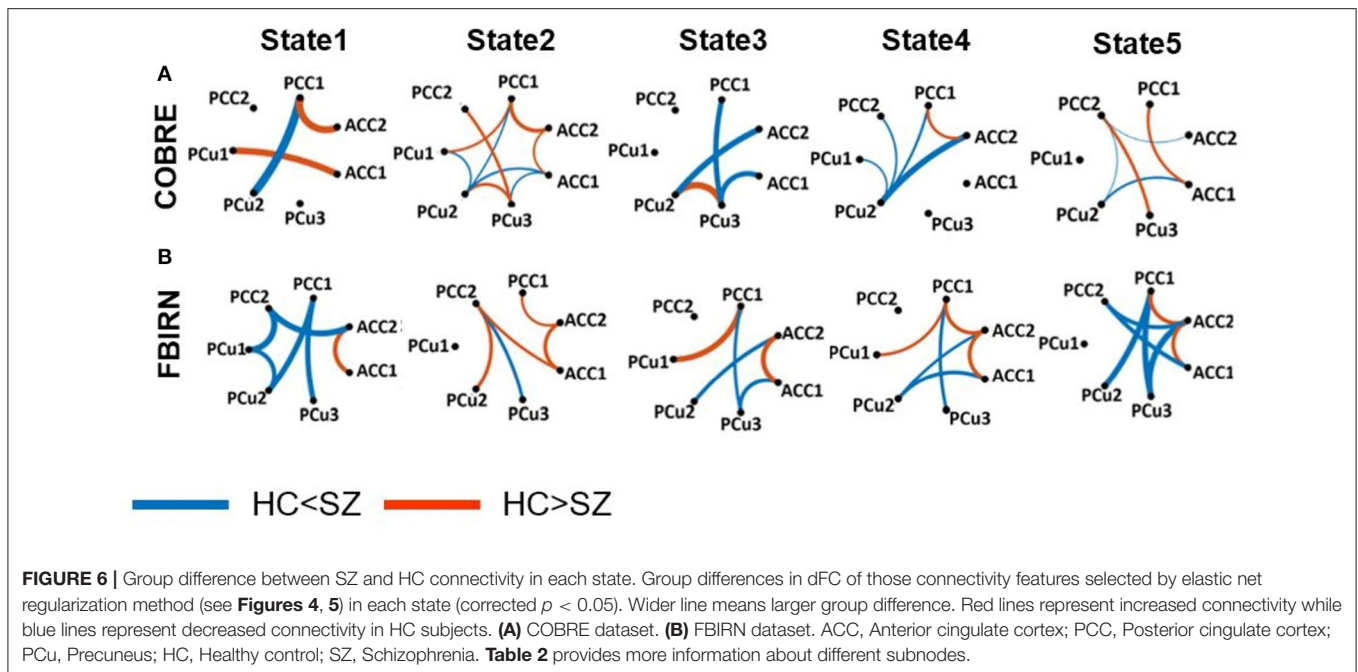 State1 State2 State3 State4 State5
A
COBRE
PCC1
PCC2
ACC2
PCu1
ACC1
PCu2
PCu3
PCC1
PCC2
ACC2
PCu1
ACC1
PCu2
PCu3
PCC1
PCC2
ACC2
PCu1
ACC1
PCu2
PCu3
PCC1
PCC2
ACC2
PCu1
ACC1
PCu2
PCu3
PCC1
PCC2
ACC2
PCu1
ACC1
PCu2
PCu3
B
FBIRN
PCC1
PCC2
ACC2
PCu1
ACC1
PCu2
PCu3
PCC1
PCC2
ACC2
PCu1
ACC1
PCu2
PCu3
PCC1
PCC2
ACC2
PCu1
ACC1
PCu2
PCu3
PCC1
PCC2
ACC2
PCu1
ACC1
PCu2
PCu3
PCC1
PCC2
ACC2
PCu1
ACC1
PCu2
PCu3
HC<SZ HC>SZ
FIGURE 6 | Group difference between SZ and HC connectivity in each state. Group differences in dFC of those connectivity features selected by elastic net
regularization method (see Figures 4, 5) in each state (corrected p < 0.05). Wider line means larger group difference. Red lines represent increased connectivity while
blue lines represent decreased connectivity in HC subjects. (A) COBRE dataset. (B) FBIRN dataset. ACC, Anterior cingulate cortex; PCC, Posterior cingulate cortex;
PCu, Precuneus; HC, Healthy control; SZ, Schizophrenia. Table 2 provides more information about different subnodes.